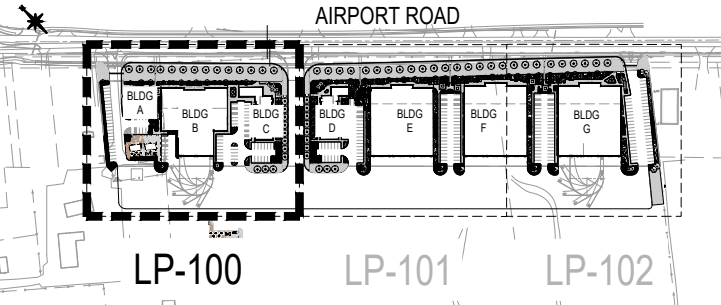 AIRPORT ROAD
BLDG
A
BLDG
B
BLDG
C
BLDG
D
BLDG
E
BLDG
F
BLDG
G
LP-100
LP-101
LP-102